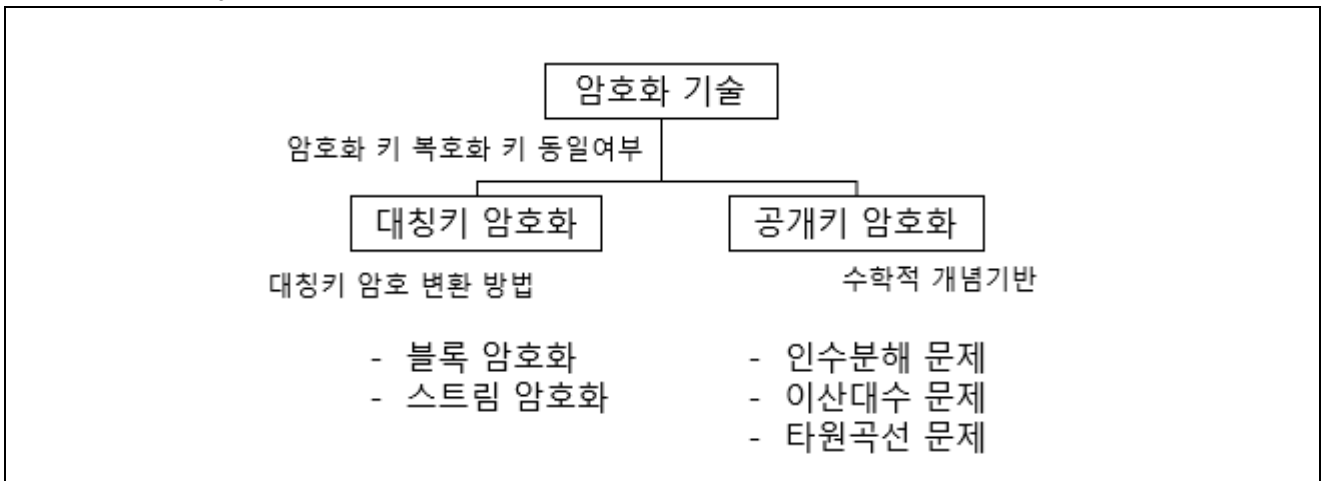 암호화 기술
암호화 키 복호화 키 동일여부
대칭키 암호화
공개키 암호화
대칭키 암호 변환 방법
수학적 개념기반
- 블록 암호화
- 스트림 암호화
- 인수분해 문제
- 이산대수 문제
- 타원곡선 문제